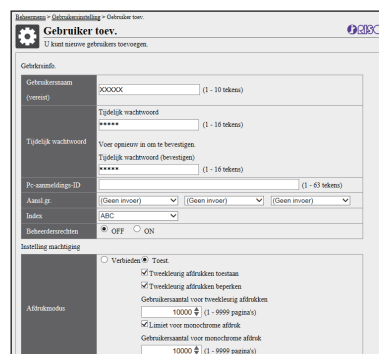 Beheermenu > Gebruikersinstelling > Gebruiker toev.
Gebruiker toev.
RISO
U kunt nieuwe gebruikers toevoegen.
Gebrksinfo.
Gebruikersnaam (vereist)
XXXXX (1 - 10 tekens)
Tijdelijk wachtwoord
Tijdelijk wachtwoord
***** (1 - 16 tekens)
Voer opnieuw in om te bevestigen.
Tijdelijk wachtwoord (bevestigen)
***** (1 - 16 tekens)
Pc-aanmeldings-ID (1 - 63 tekens)
Aansl.gr. (Geen invoer) (Geen invoer) (Geen invoer)
Index ABC
Beheerdersrechten OFF ON
Instelling machtiging
Afdrukmodus
Verbieden Toest.
Tweekleurig afdrukken toestaan
Tweekleurig afdrukken beperken
Gebruikersaantal voor tweekleurig afdrukken
10000 (1 - 9999 pagina's)
Limiet voor monochrome afdruk
Gebruikersaantal voor monochrome afdruk
10000 (1 - 9999 pagina's)